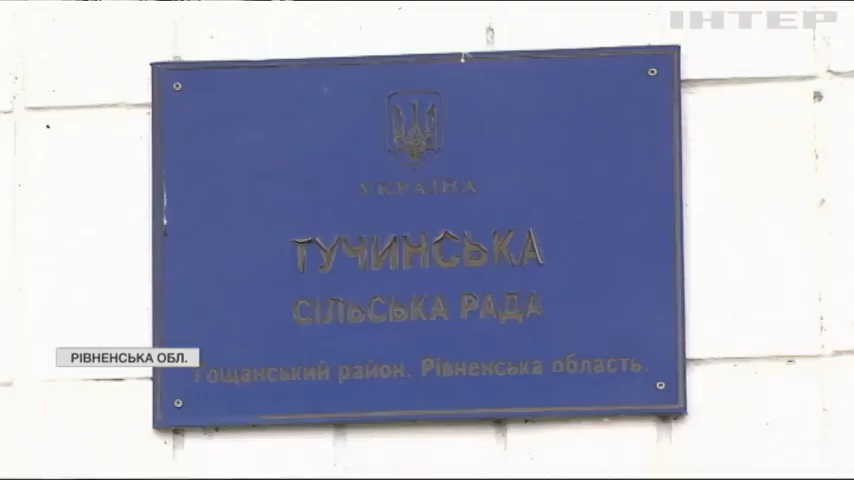 ІНТЕР
УКРАЇНА
ТУЧИНСЬКА
СІЛЬСЬКА РАДА
РІВНЕНСЬКА ОБЛ.
Гощанський район. Рівненська область.